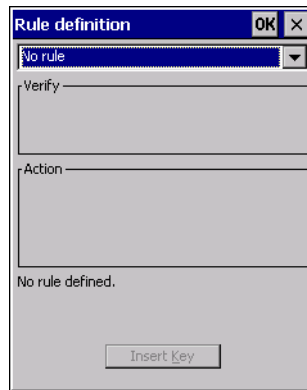 Rule definition OK ×
No rule
Verify
Action
No rule defined.
Insert Key